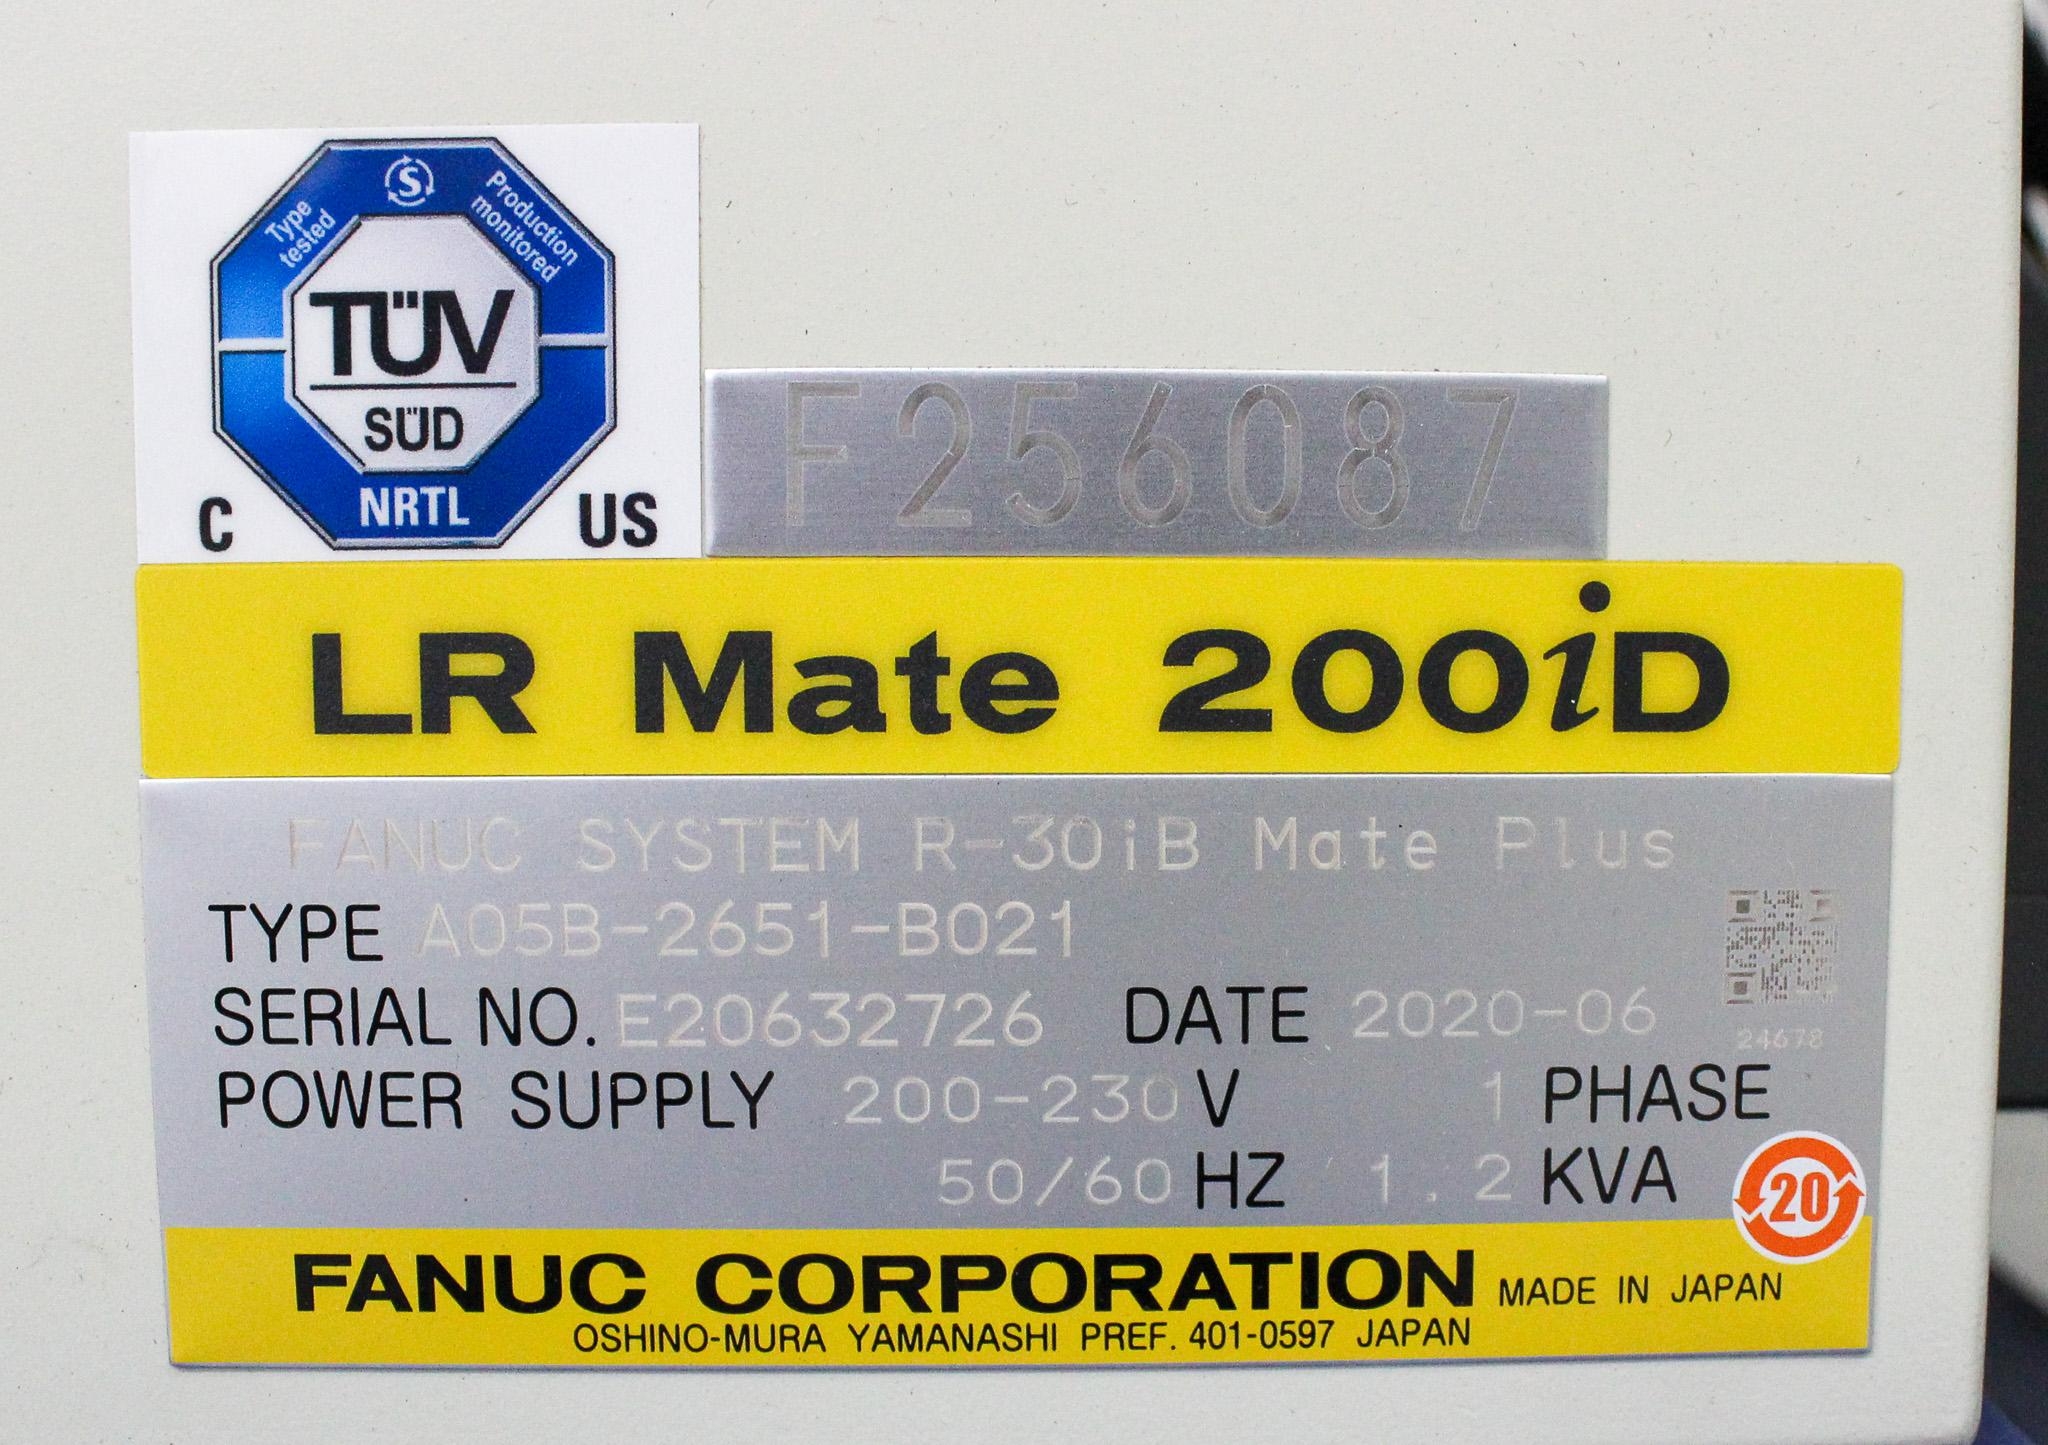 S
Type tested
Production monitored
TÜV
SÜD
NRTL
C US
F256087
LR Mate 200iD
FANUC SYSTEM R-30iB Mate Plus
TYPE A05B-2651-B021
SERIAL NO. E20632726 DATE 2020-06
24678
POWER SUPPLY 200-230 V 1 PHASE
50/60 HZ 1.2 KVA
20
FANUC CORPORATION MADE IN JAPAN
OSHINO-MURA YAMANASHI PREF. 401-0597 JAPAN